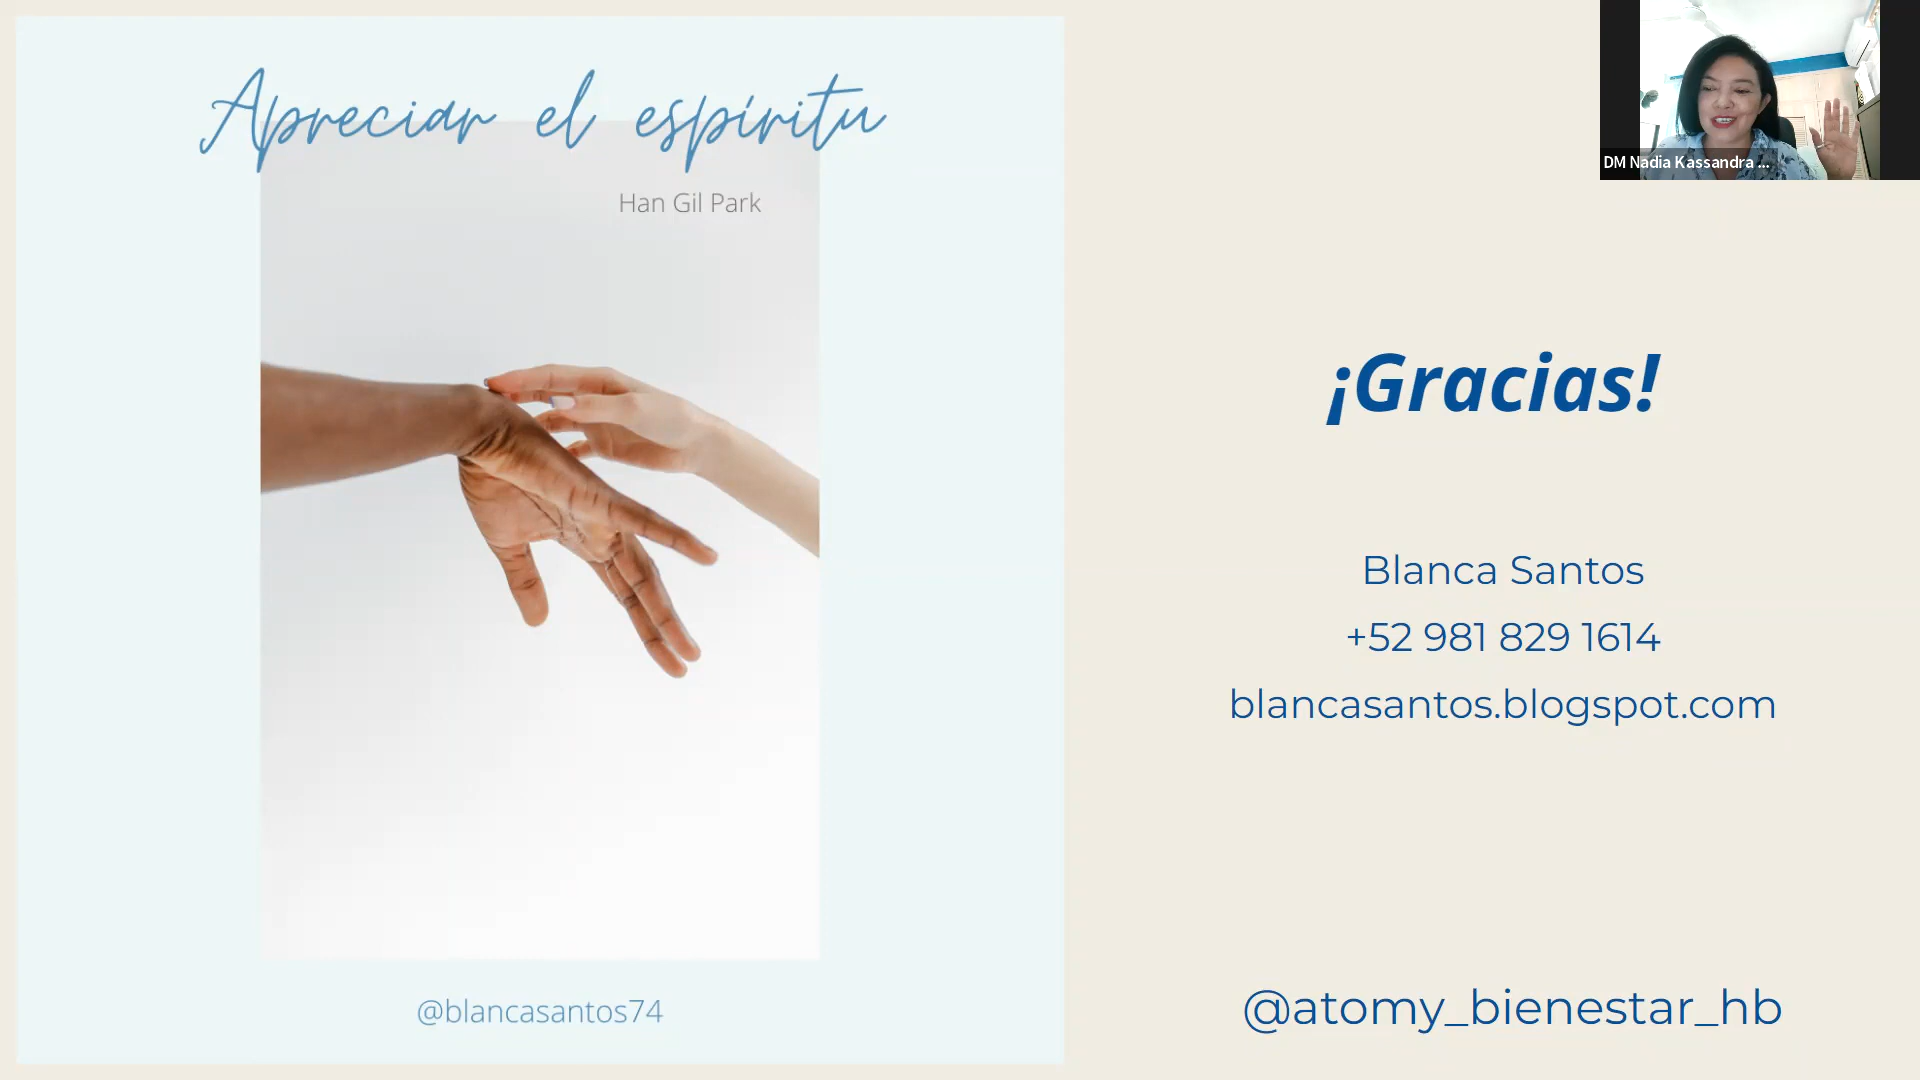 Apreciar el espíritu
Han Gil Park
@blancasantos74
DM Nadia Kassandra ...
¡Gracias!
Blanca Santos
+52 981 829 1614
blancasantos.blogspot.com
@atomy_bienestar_hb